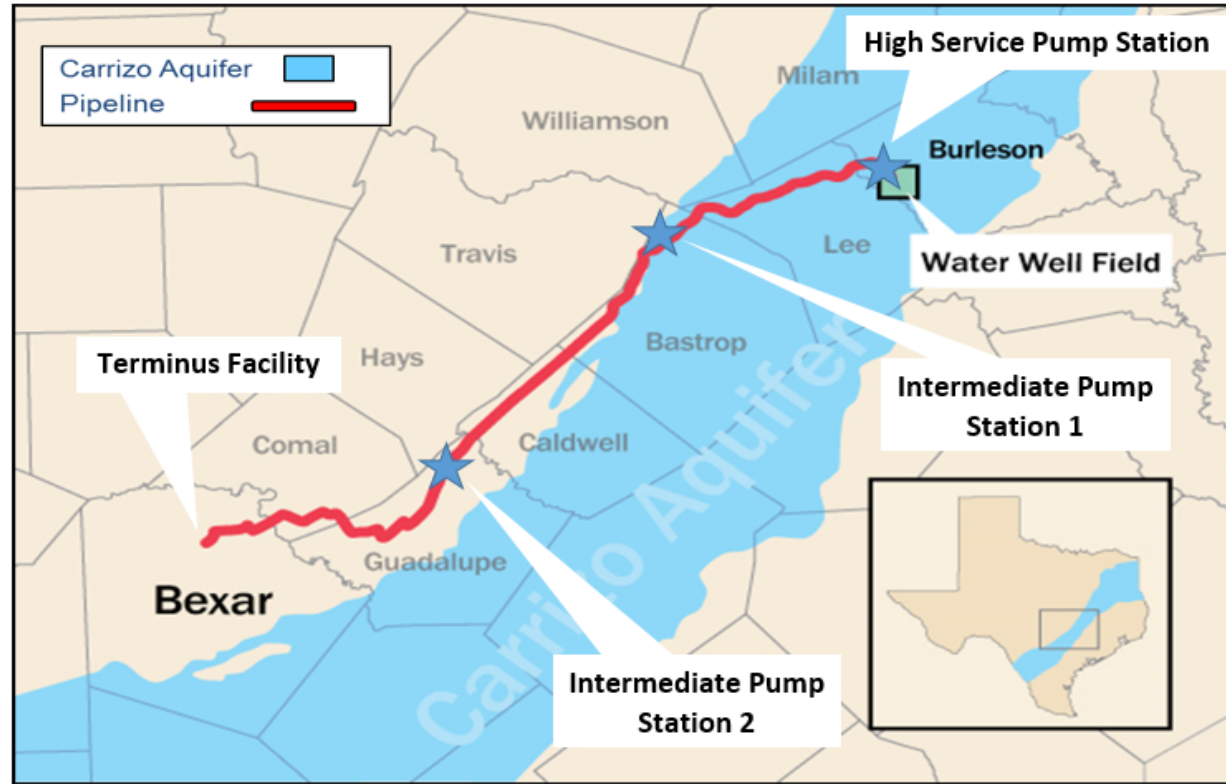 High Service Pump Station
Carrizo Aquifer
Pipeline
Milam
Williamson
Burleson
Travis
Lee
Water Well Field
Bastrop
Hays
Terminus Facility
Intermediate Pump
Station 1
Comal
Caldwell
Guadalupe
Bexar
Carrizo Aquifer
Intermediate Pump
Station 2